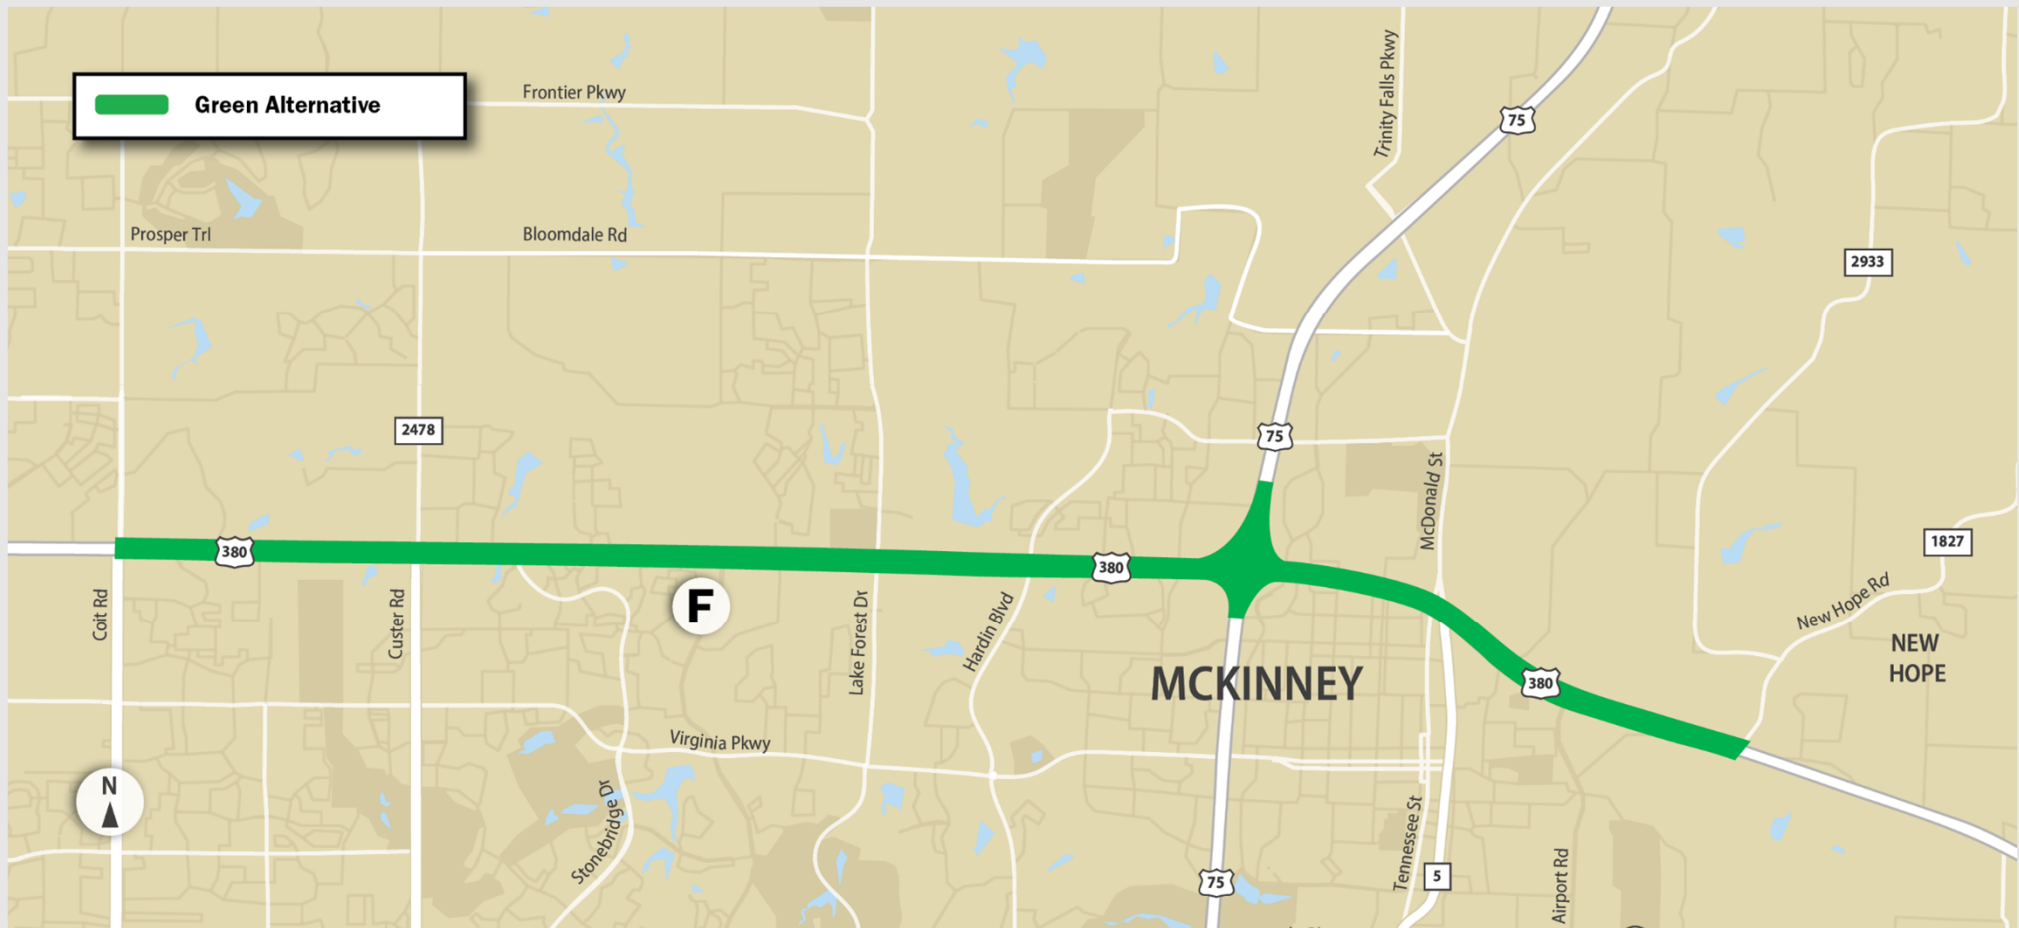 Green Alternative
Frontier Pkwy
Trinity Falls Pkwy
75
Prosper Trl
Bloomdale Rd
2933
2478
75
McDonald St
380
380
1827
Coit Rd
Custer Rd
F
Lake Forest Dr
Hardin Blvd
New Hope Rd
NEW
HOPE
MCKINNEY
380
Virginia Pkwy
N
Stonebridge Dr
Tennessee St
75
5
Airport Rd